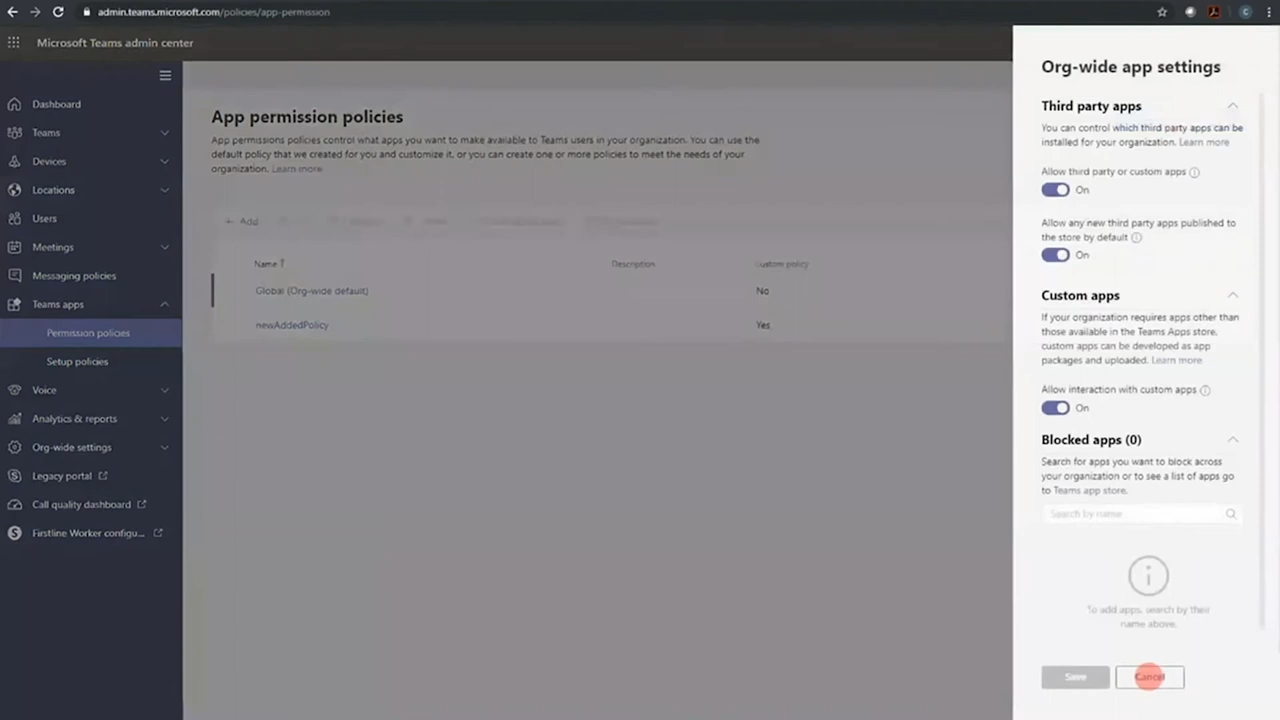 admin.teams.microsoft.com/policies/app-permission
Microsoft Teams admin center
Dashboard
Teams
Devices
Locations
Users
Meetings
Messaging policies
Teams apps
Permission policies
Setup policies
Voice
Analytics & reports
Org-wide settings
Legacy portal
Call quality dashboard
Firstline Worker configu...
App permission policies
App permissions policies control what apps you want to make available to Teams users in your organization. You can use the
default policy that we created for you and customize it, or you can create one or more policies to meet the needs of your
organization. Learn more
Add
Name ↑ Description Custom policy
Global (Org-wide default) No
newAddedPolicy Yes
Org-wide app settings
Third party apps
You can control which third party apps can be
installed for your organization. Learn more
Allow third party or custom apps
On
Allow any new third party apps published to
the store by default
On
Custom apps
If your organization requires apps other than
those available in the Teams Apps store,
custom apps can be developed as app
packages and uploaded. Learn more
Allow interaction with custom apps
On
Blocked apps (0)
Search for apps you want to block across
your organization or to see a list of apps go
to Teams app store.
Search by name
To add apps, search by their
name above.
Save Cancel